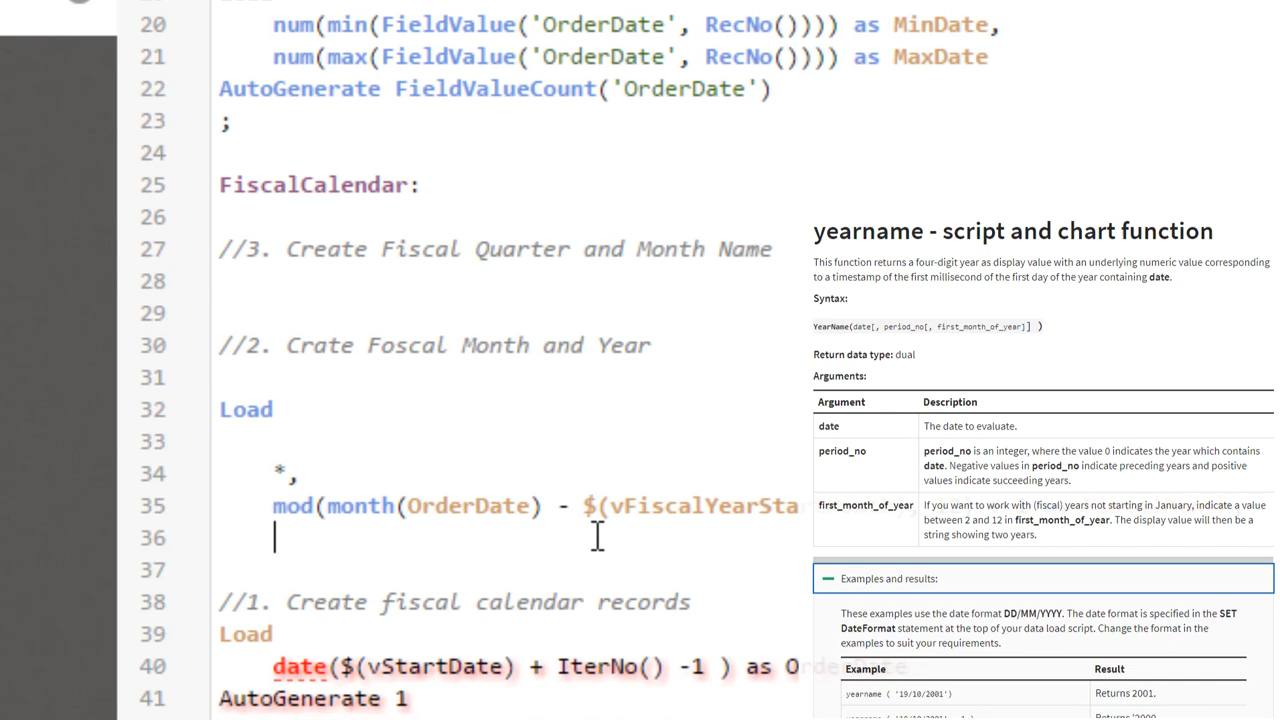 20 num(min(FieldValue('OrderDate', RecNo()))) as MinDate,
21 num(max(FieldValue('OrderDate', RecNo()))) as MaxDate
22 AutoGenerate FieldValueCount('OrderDate')
23 ;
24
25 FiscalCalendar:
26
27 //3. Create Fiscal Quarter and Month Name
28
29
30 //2. Crate Foscal Month and Year
31
32 Load
33
34 *,
35 mod(month(OrderDate) - $(vFiscalYearSta
36
37
38 //1. Create fiscal calendar records
39 Load
40 date($(vStartDate) + IterNo() -1 ) as OrderDate
41 AutoGenerate 1
yearname - script and chart function
This function returns a four-digit year as display value with an underlying numeric value corresponding
to a timestamp of the first millisecond of the first day of the year containing date.
Syntax:
YearName(date[, period_no[, first_month_of_year]] )
Return data type: dual
Arguments:
Argument Description
date The date to evaluate.
period_no period_no is an integer, where the value 0 indicates the year which contains
date. Negative values in period_no indicate preceding years and positive
values indicate succeeding years.
first_month_of_year If you want to work with (fiscal) years not starting in January, indicate a value
between 2 and 12 in first_month_of_year. The display value will then be a
string showing two years.
Examples and results:
These examples use the date format DD/MM/YYYY. The date format is specified in the SET
DateFormat statement at the top of your data load script. Change the format in the
examples to suit your requirements.
Example Result
yearname ( '19/10/2001') Returns 2001.